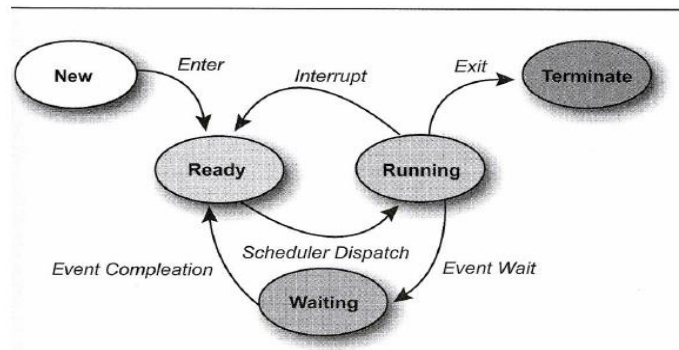 Enter
Exit
New
Interrupt
Terminate
Ready
Running
Scheduler Dispatch
Event Compleation
Event Wait
Waiting